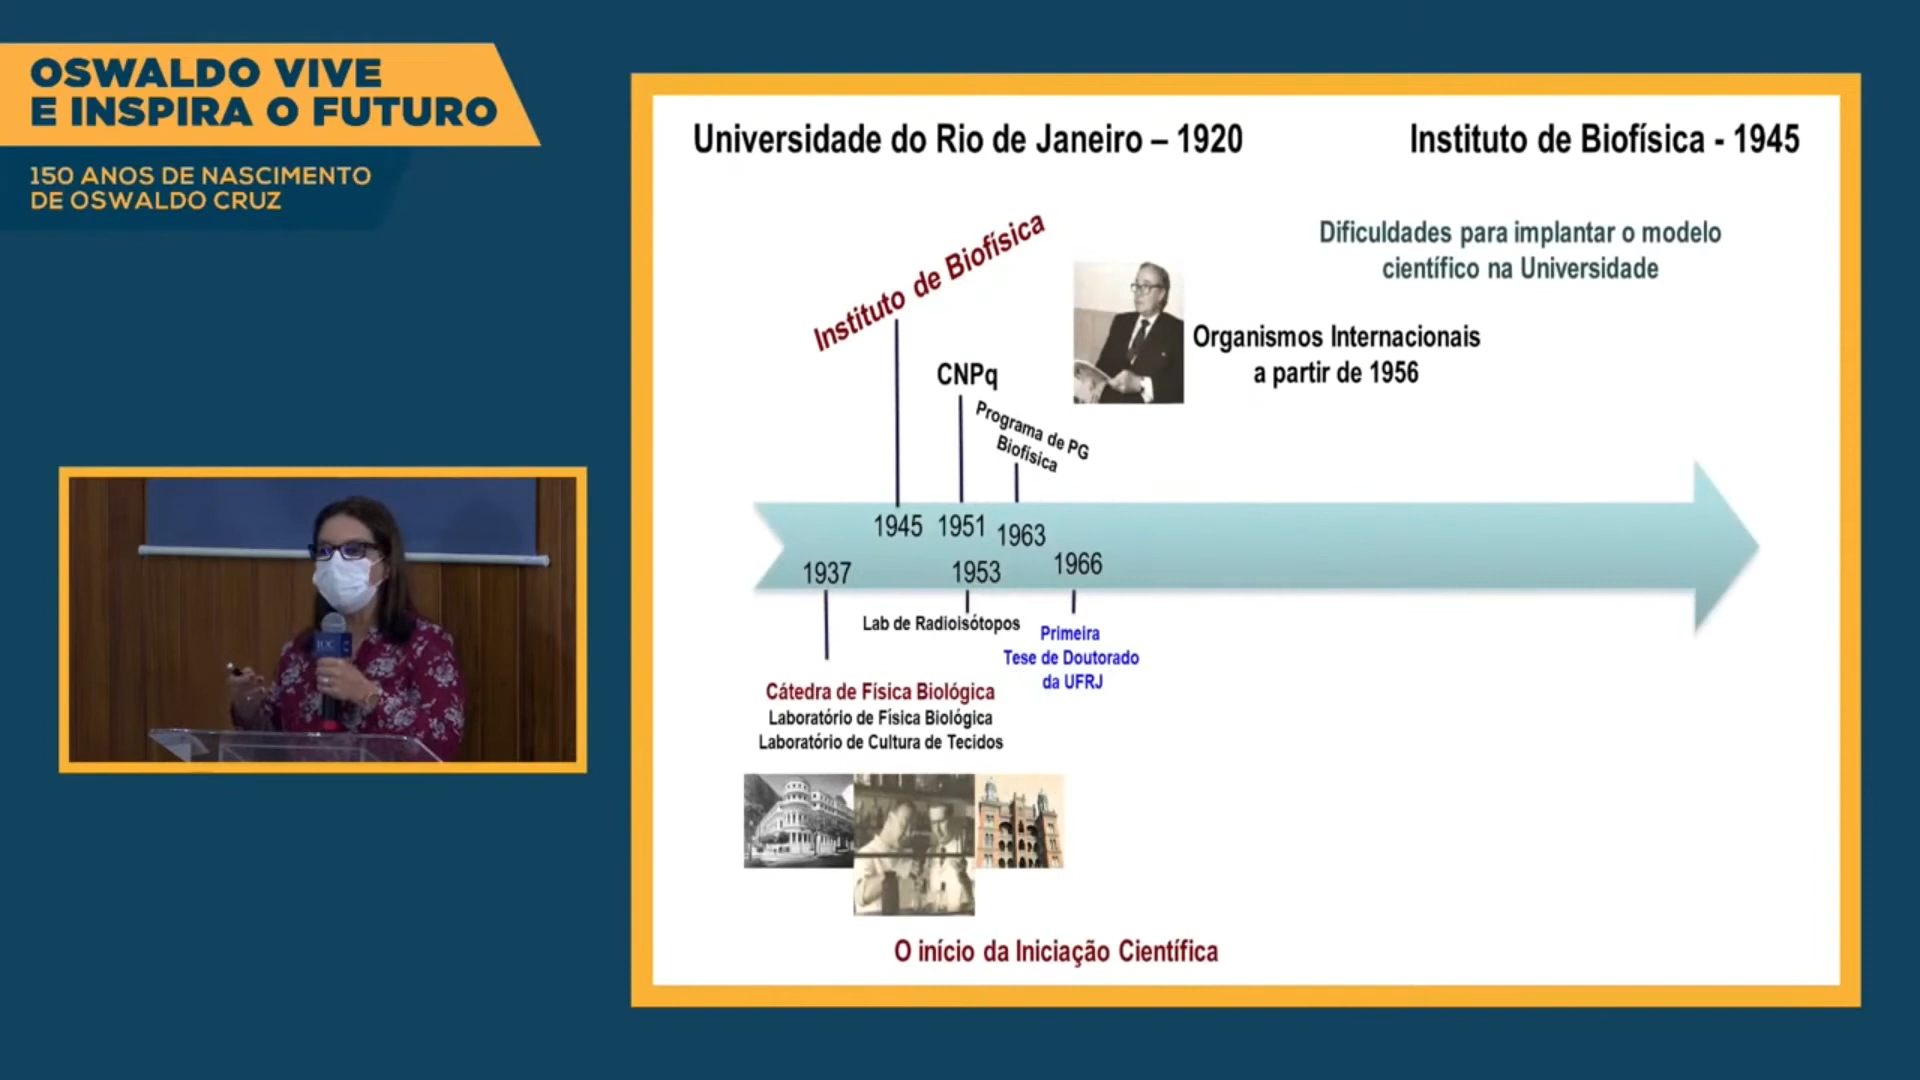 OSWALDO VIVE
E INSPIRA O FUTURO
150 ANOS DE NASCIMENTO
DE OSWALDO CRUZ
Universidade do Rio de Janeiro – 1920
Instituto de Biofísica - 1945
Dificuldades para implantar o modelo
científico na Universidade
Instituto de Biofísica
Organismos Internacionais
a partir de 1956
CNPq
Programa de PG
Biofísica
1945
1951
1963
1937
1953
1966
Lab de Radioisótopos
Primeira
Tese de Doutorado
da UFRJ
Cátedra de Física Biológica
Laboratório de Física Biológica
Laboratório de Cultura de Tecidos
IOC
O início da Iniciação Científica